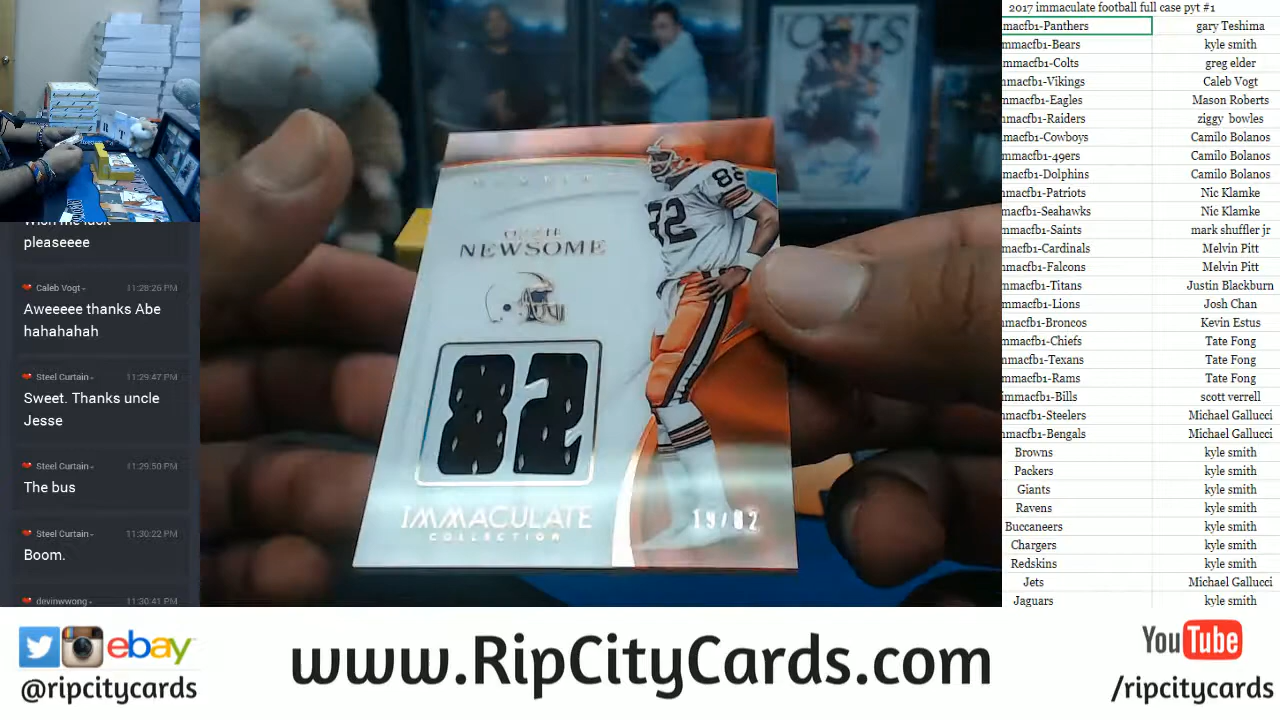 pleaseeee
Caleb Vogt
11:28:26 PM
Aweeeee thanks Abe
hahahahah
Steel Curtain
11:29:47 PM
Sweet. Thanks uncle
Jesse
Steel Curtain
11:29:50 PM
The bus
Steel Curtain
11:30:22 PM
Boom.
devinwwong
11:30:41 PM
COLTS
82
82
NEWSOME
82
IMMACULATE
COLLECTION
19/82
2017 immaculate football full case pyt #1
macfb1-Panthers gary Teshima
mmacfb1-Bears kyle smith
mmacfb1-Colts greg elder
mmacfb1-Vikings Caleb Vogt
mmacfb1-Eagles Mason Roberts
mmacfb1-Raiders ziggy bowles
mmacfb1-Cowboys Camilo Bolanos
mmacfb1-49ers Camilo Bolanos
mmacfb1-Dolphins Camilo Bolanos
mmacfb1-Patriots Nic Klamke
mmacfb1-Seahawks Nic Klamke
mmacfb1-Saints mark shuffler jr
macfb1-Cardinals Melvin Pitt
mmacfb1-Falcons Melvin Pitt
mmacfb1-Titans Justin Blackburn
mmacfb1-Lions Josh Chan
mmacfb1-Broncos Kevin Estus
mmacfb1-Chiefs Tate Fong
mmacfb1-Texans Tate Fong
mmacfb1-Rams Tate Fong
immacfb1-Bills scott verrell
mmacfb1-Steelers Michael Gallucci
mmacfb1-Bengals Michael Gallucci
Browns kyle smith
Packers kyle smith
Giants kyle smith
Ravens kyle smith
Buccaneers kyle smith
Chargers kyle smith
Redskins kyle smith
Jets Michael Gallucci
Jaguars kyle smith
ebay
@ripcitycards
www.RipCityCards.com
YouTube
/ripcitycards